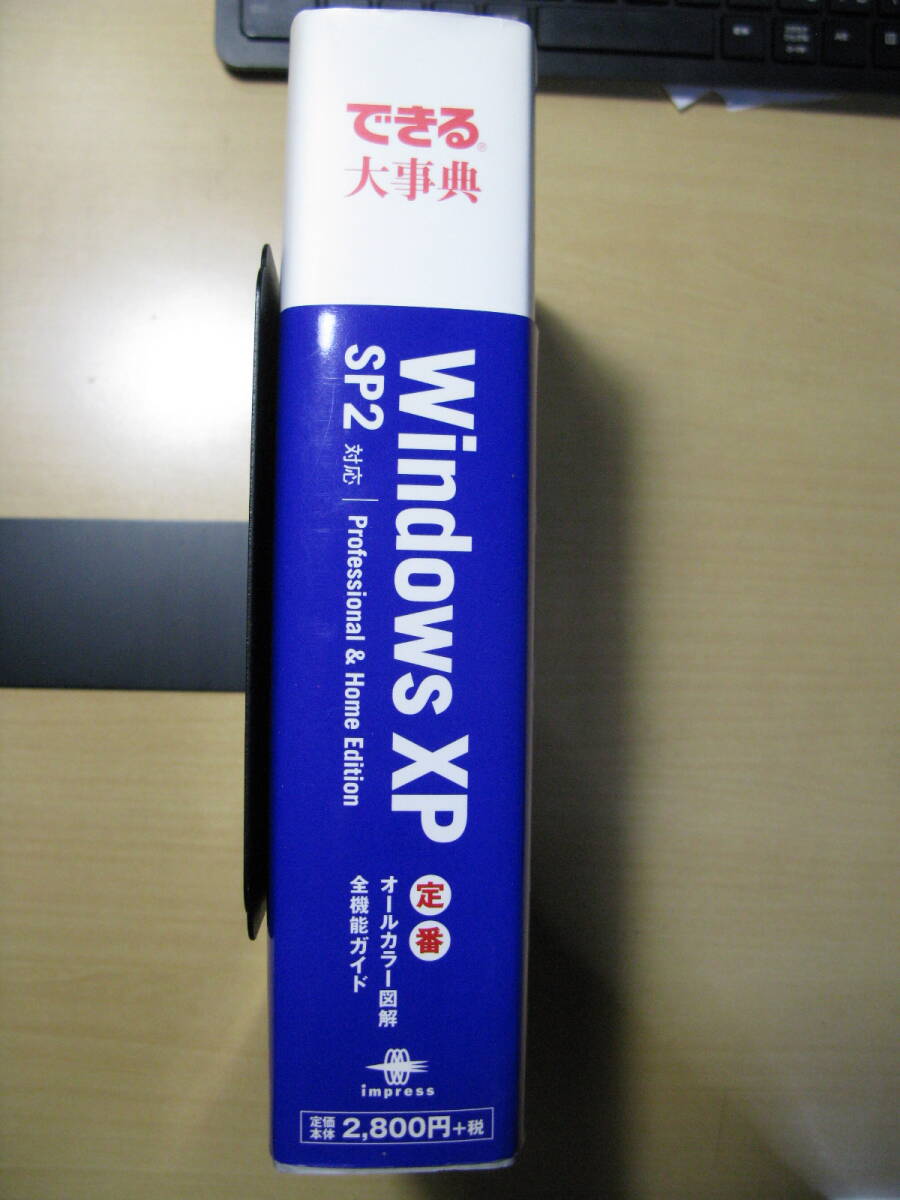 できる®
大事典
Windows XP
SP2 対応 | Professional & Home Edition
定番
オールカラー図解
全機能ガイド
impress
定価
本体 2,800円+税